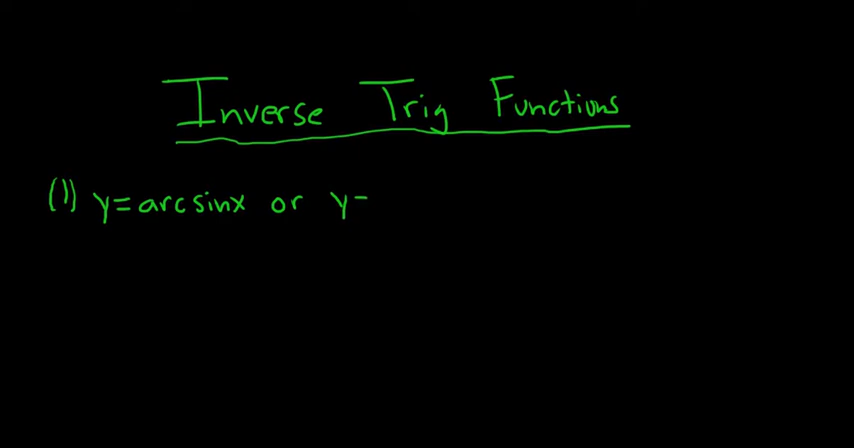 Inverse Trig Functions
(1) y=arcsinx or y-